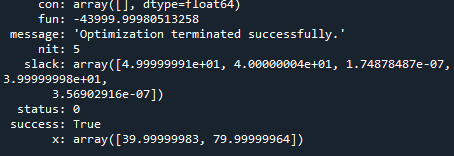 con: array([], dtype=float64)
fun: -43999.99980513258
message: 'Optimization terminated successfully.'
nit: 5
slack: array([4.99999991e+01, 4.00000004e+01, 1.74878487e-07,
3.99999998e+01,
3.56902916e-07])
status: 0
success: True
x: array([39.99999983, 79.99999964])